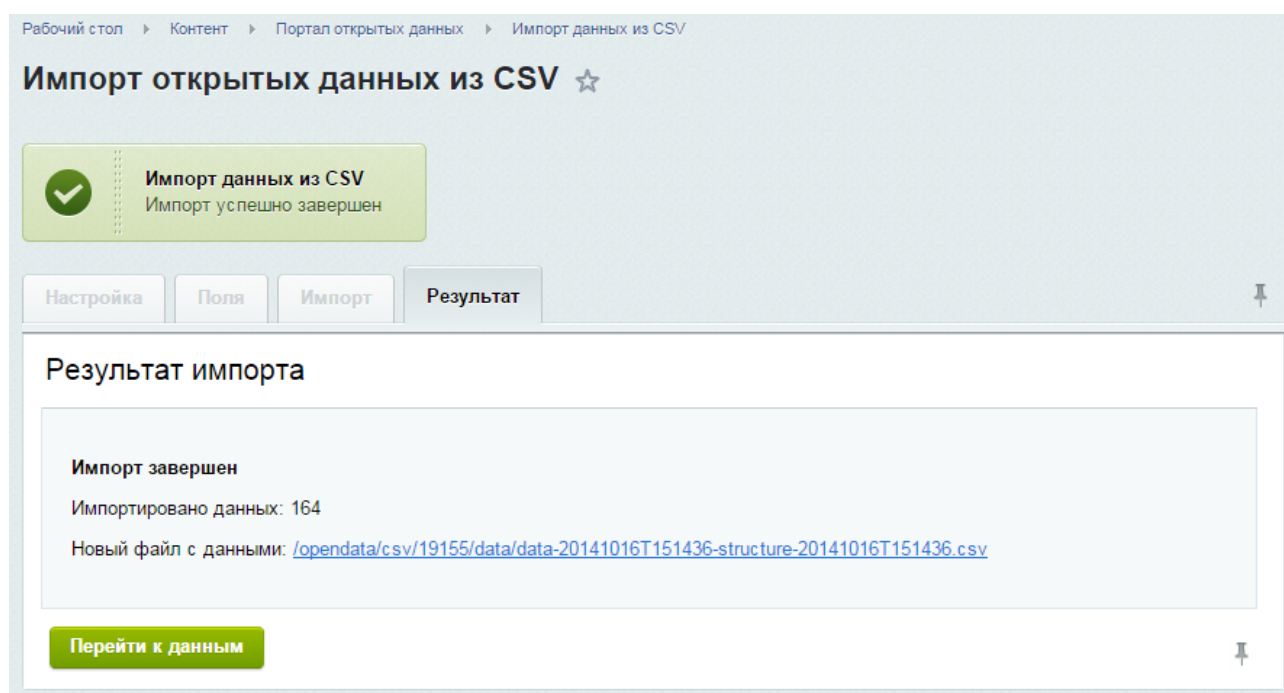 Рабочий стол Контент Портал открытых данных Импорт данных из CSV
Импорт открытых данных из CSV
Импорт данных из CSV
Импорт успешно завершен
Настройка Поля Импорт Результат
Результат импорта
Импорт завершен
Импортировано данных: 164
Новый файл с данными: /opendata/csv/19155/data/data-20141016T151436-structure-20141016T151436.csv
Перейти к данным